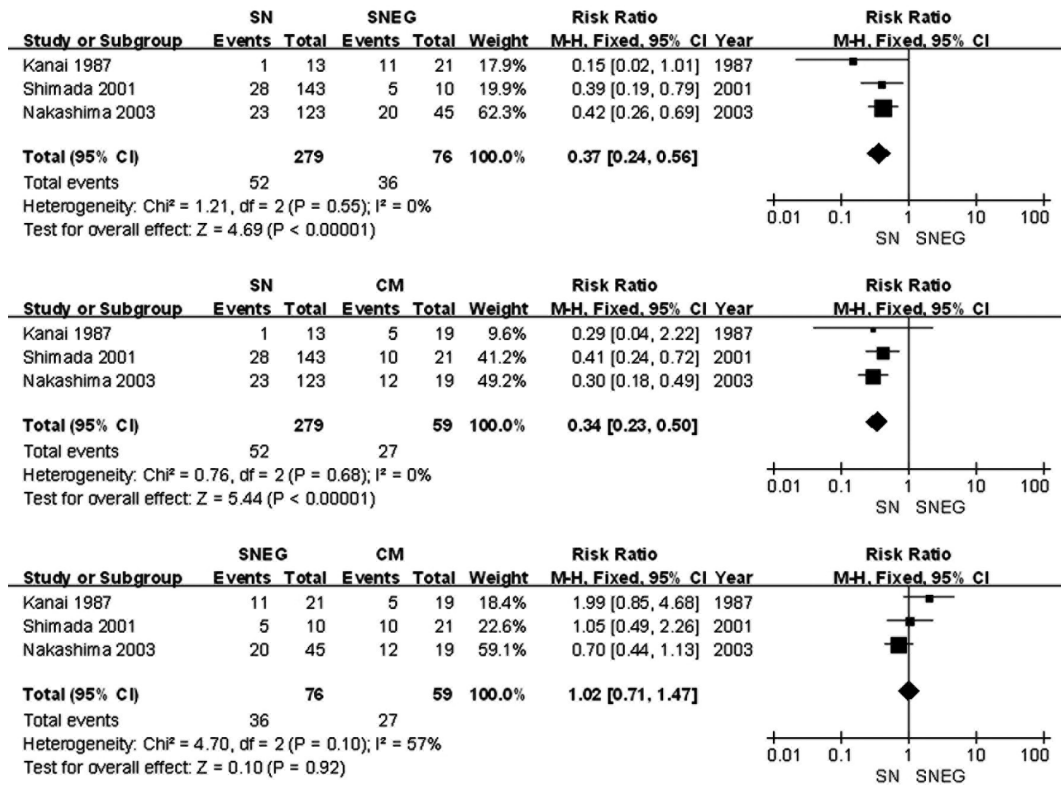 SN SNEG Risk Ratio Risk Ratio
Study or Subgroup Events Total Events Total Weight M-H, Fixed, 95% CI Year M-H, Fixed, 95% CI
Kanai 1987 1 13 11 21 17.9% 0.15 [0.02, 1.01] 1987
Shimada 2001 28 143 5 10 19.9% 0.39 [0.19, 0.79] 2001
Nakashima 2003 23 123 20 45 62.3% 0.42 [0.26, 0.69] 2003
Total (95% CI) 279 76 100.0% 0.37 [0.24, 0.56]
Total events 52 36
Heterogeneity: Chi² = 1.21, df = 2 (P = 0.55); I² = 0%
Test for overall effect: Z = 4.69 (P < 0.00001)
0.01 0.1 1 10 100
SN SNEG
SN CM Risk Ratio Risk Ratio
Study or Subgroup Events Total Events Total Weight M-H, Fixed, 95% CI Year M-H, Fixed, 95% CI
Kanai 1987 1 13 5 19 9.6% 0.29 [0.04, 2.22] 1987
Shimada 2001 28 143 10 21 41.2% 0.41 [0.24, 0.72] 2001
Nakashima 2003 23 123 12 19 49.2% 0.30 [0.18, 0.49] 2003
Total (95% CI) 279 59 100.0% 0.34 [0.23, 0.50]
Total events 52 27
Heterogeneity: Chi² = 0.76, df = 2 (P = 0.68); I² = 0%
Test for overall effect: Z = 5.44 (P < 0.00001)
0.01 0.1 1 10 100
SN SNEG
SNEG CM Risk Ratio Risk Ratio
Study or Subgroup Events Total Events Total Weight M-H, Fixed, 95% CI Year M-H, Fixed, 95% CI
Kanai 1987 11 21 5 19 18.4% 1.99 [0.85, 4.68] 1987
Shimada 2001 5 10 10 21 22.6% 1.05 [0.49, 2.26] 2001
Nakashima 2003 20 45 12 19 59.1% 0.70 [0.44, 1.13] 2003
Total (95% CI) 76 59 100.0% 1.02 [0.71, 1.47]
Total events 36 27
Heterogeneity: Chi² = 4.70, df = 2 (P = 0.10); I² = 57%
Test for overall effect: Z = 0.10 (P = 0.92)
0.01 0.1 1 10 100
SN SNEG